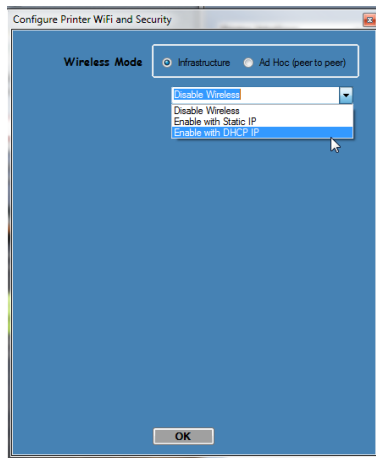 Configure Printer WiFi and Security
Wireless Mode
Infrastructure
Ad Hoc (peer to peer)
Disable Wireless
Disable Wireless
Enable with Static IP
Enable with DHCP IP
OK